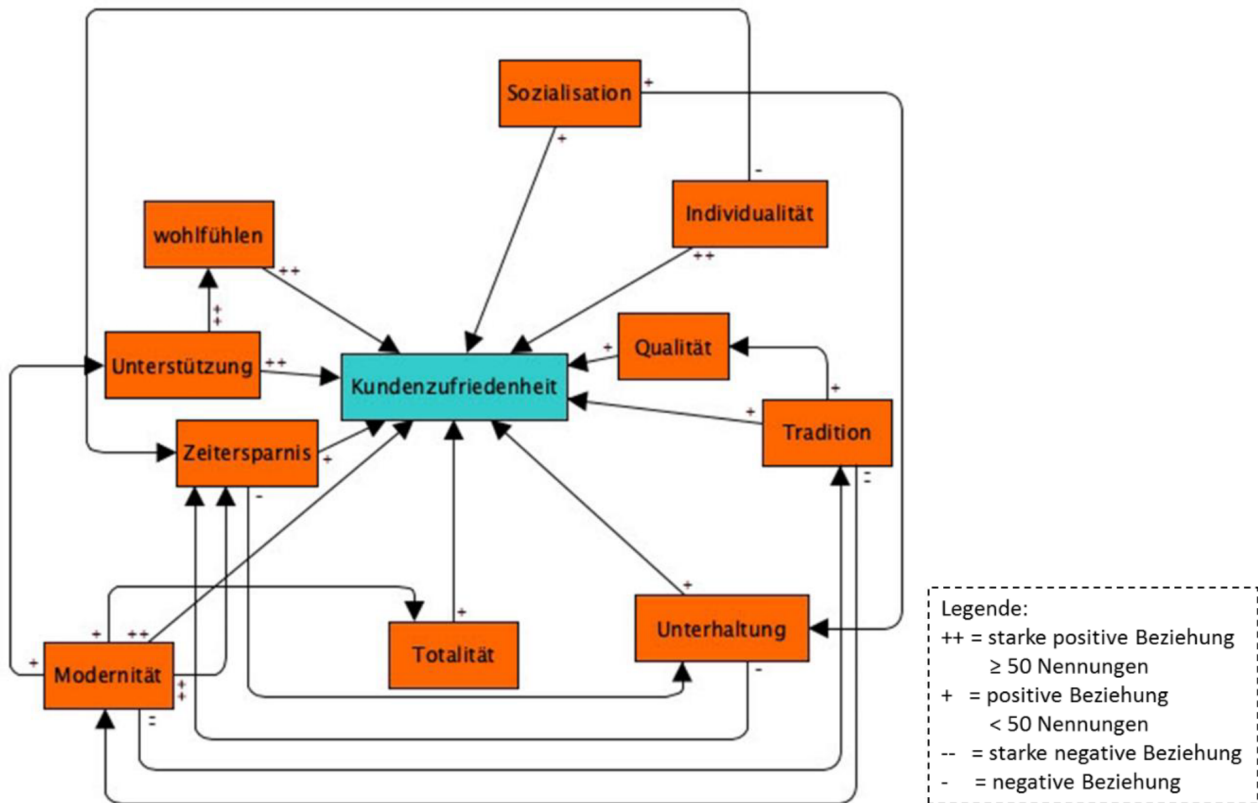 Sozialisation
+
+
Individualität
-
++
wohlfühlen
++
++
Unterstützung
++
Qualität
+
+
Kundenzufriedenheit
Tradition
+
--
Zeitersparnis
+
-
Modernität
+
+
++
++
--
Totalität
+
Unterhaltung
+
-
Legende:
++ = starke positive Beziehung
≥ 50 Nennungen
+ = positive Beziehung
< 50 Nennungen
-- = starke negative Beziehung
- = negative Beziehung